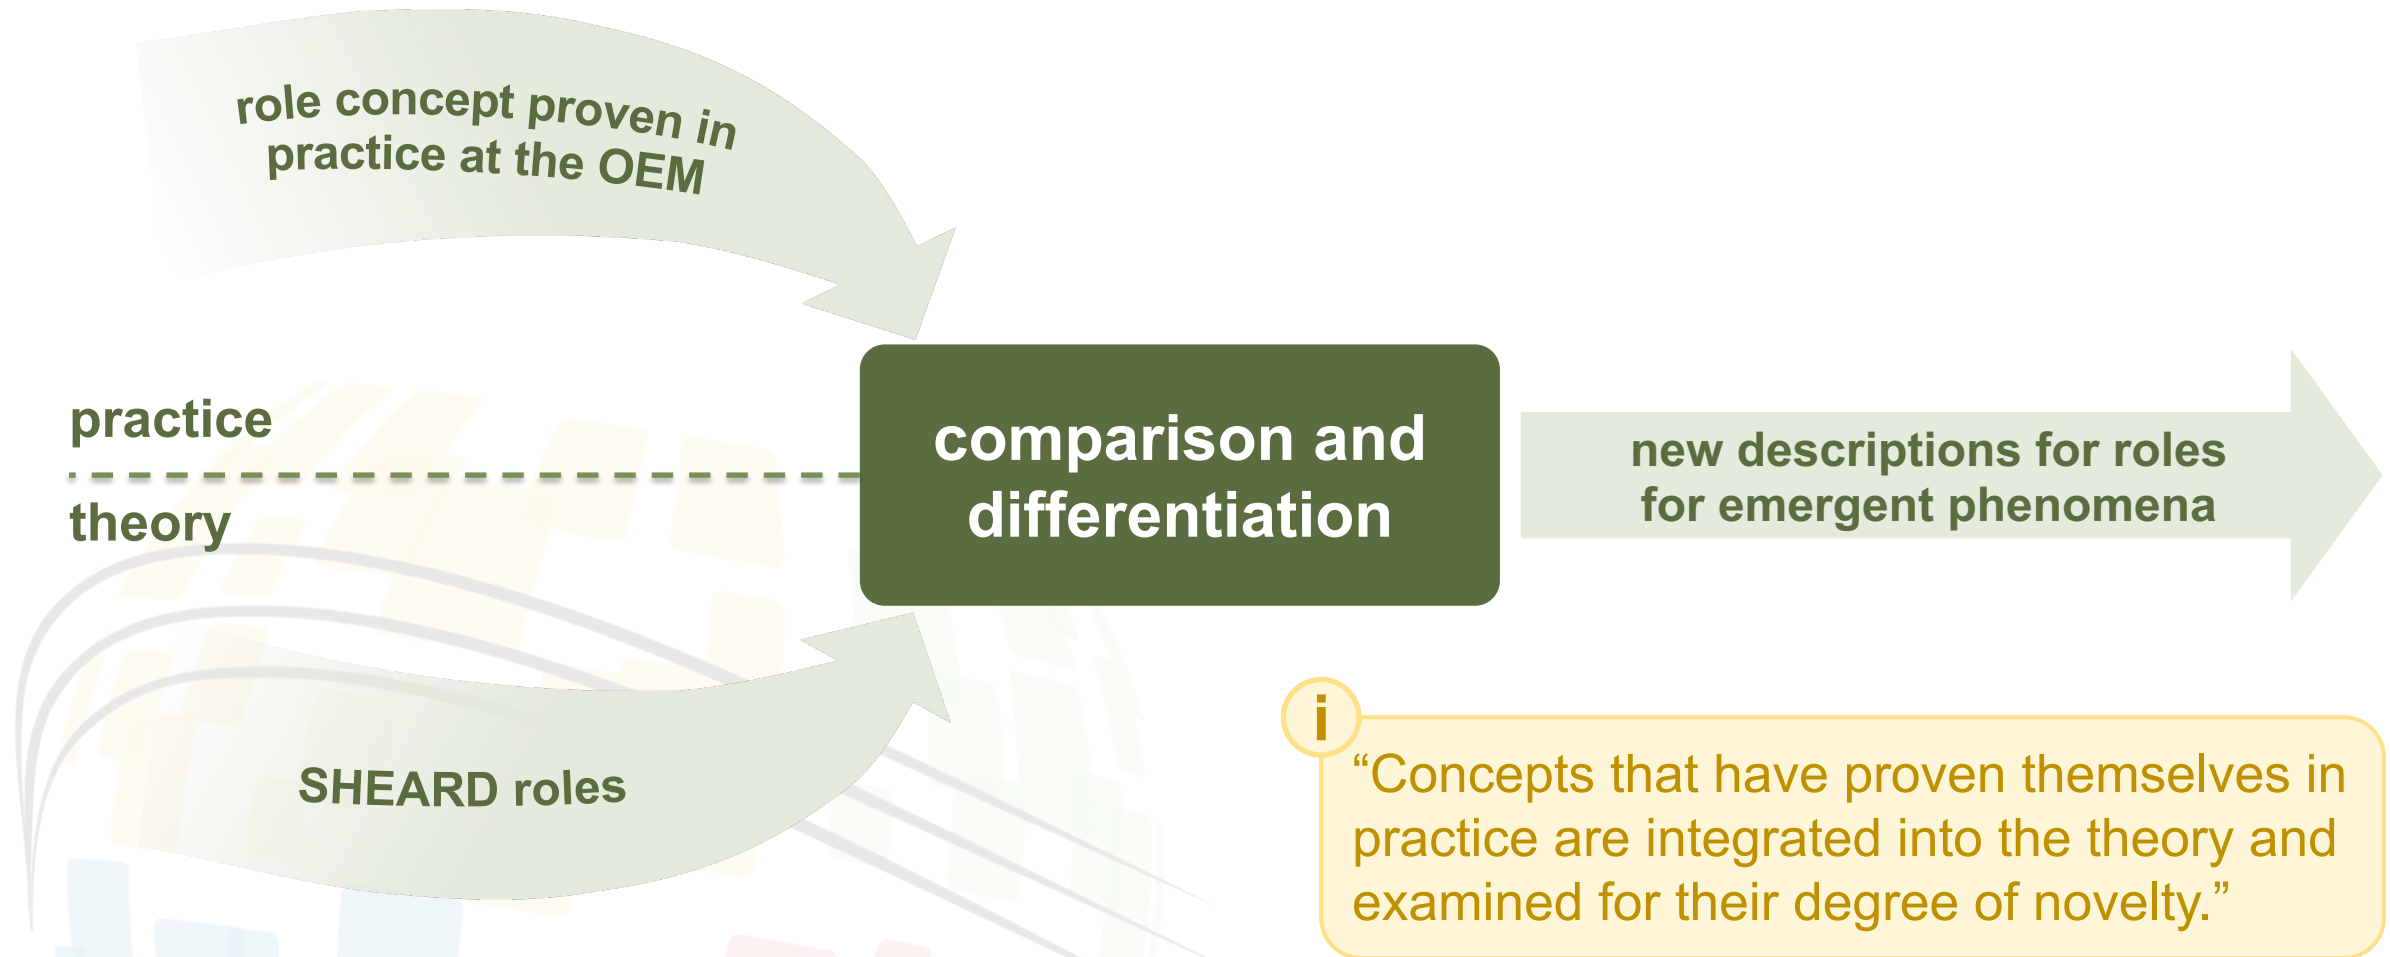 role concept proven in
practice at the OEM
practice
theory
comparison and
differentiation
new descriptions for roles
for emergent phenomena
SHEARD roles
i
“Concepts that have proven themselves in
practice are integrated into the theory and
examined for their degree of novelty.”